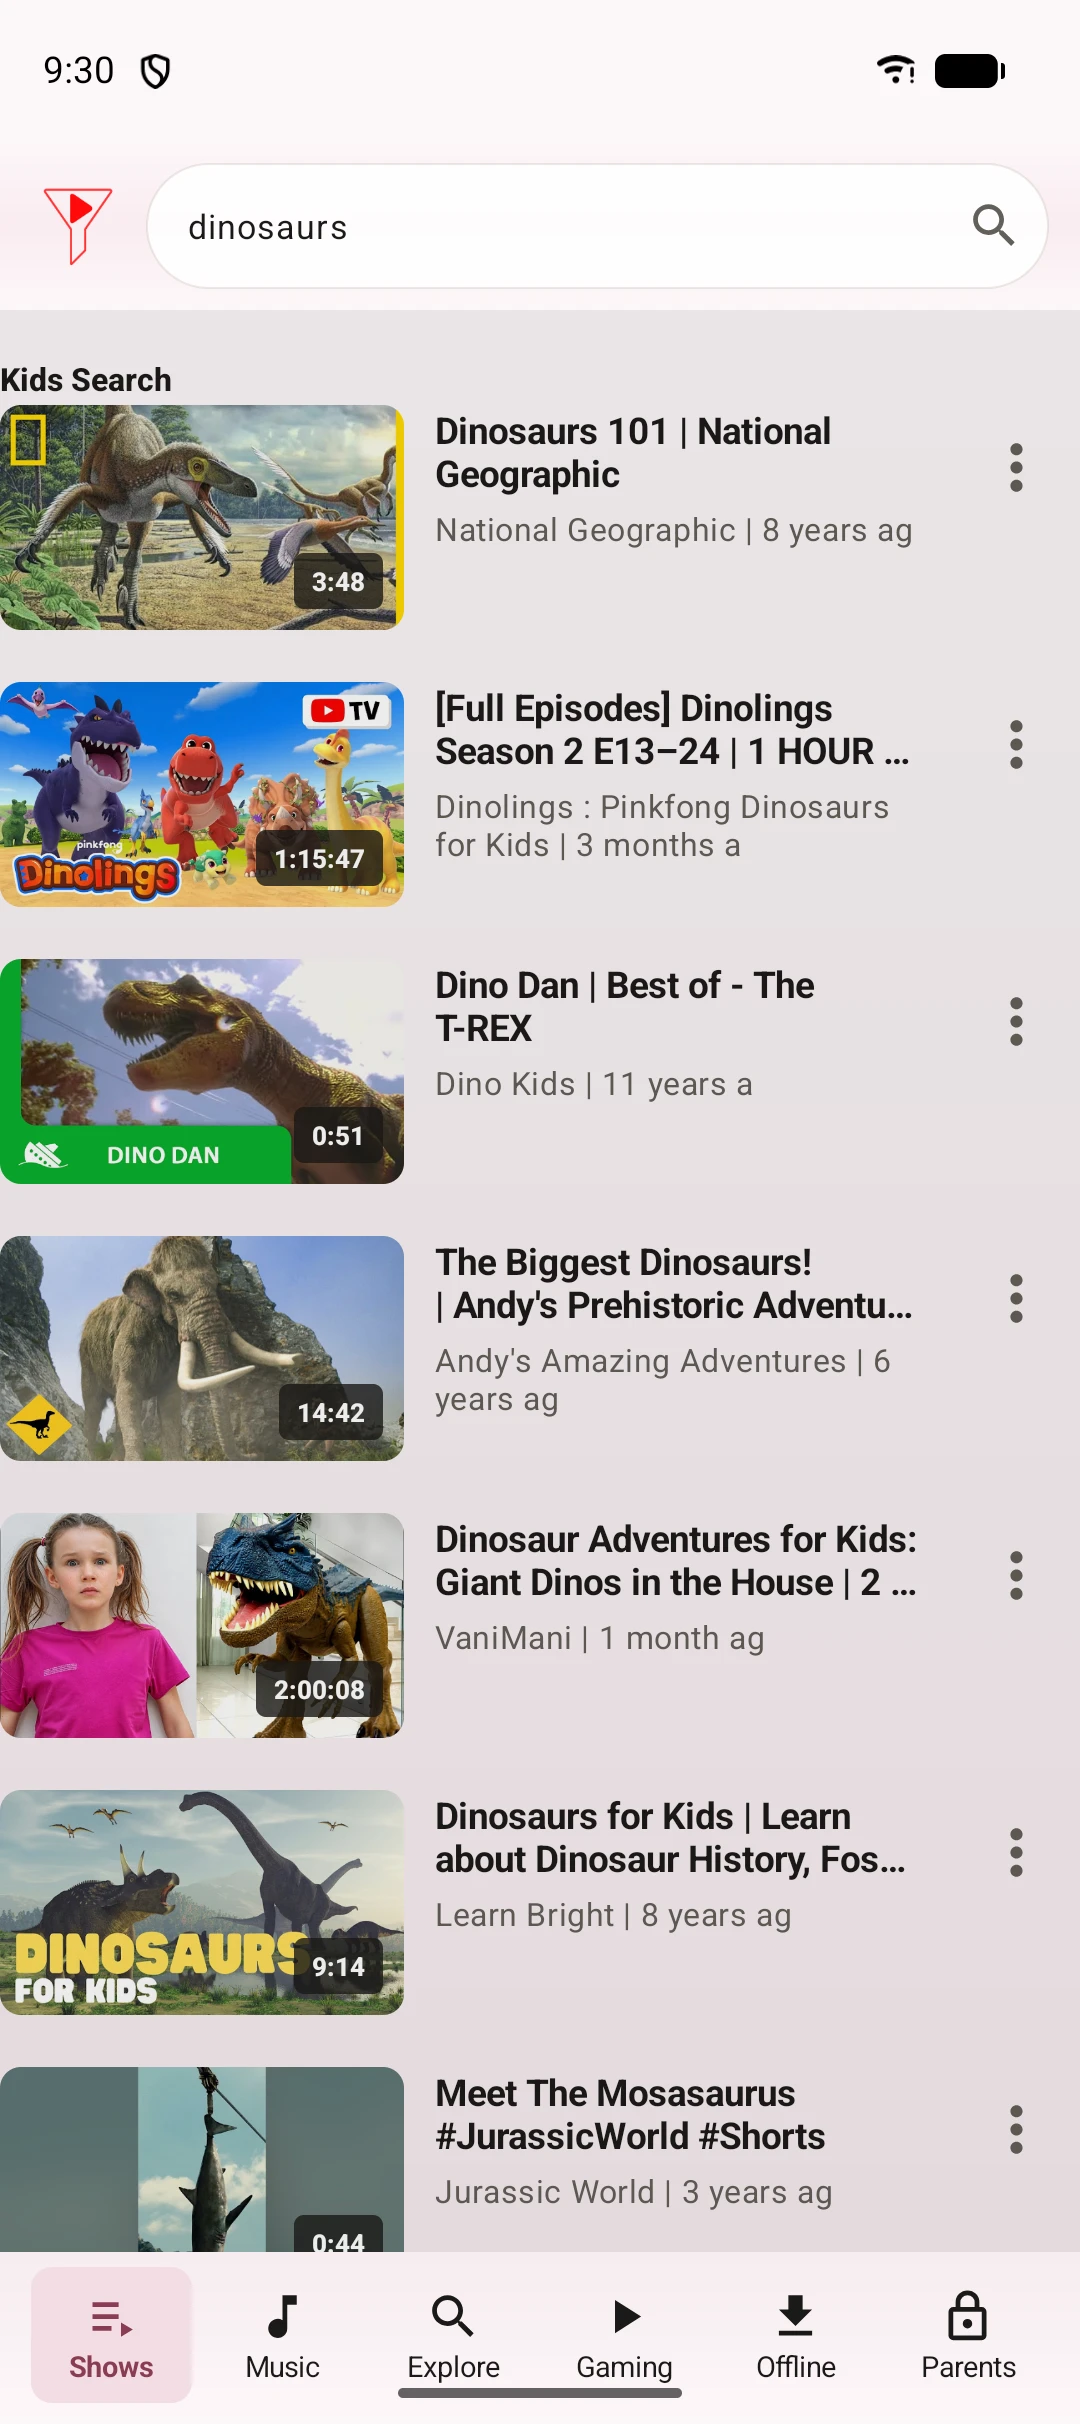 9:30
dinosaurs
Kids Search
3:48
Dinosaurs 101 | National
Geographic
National Geographic | 8 years ag
TV
pinkfong
Dinolings
1:15:47
[Full Episodes] Dinolings
Season 2 E13–24 | 1 HOUR ...
Dinolings : Pinkfong Dinosaurs
for Kids | 3 months a
DINO DAN
0:51
Dino Dan | Best of - The
T-REX
Dino Kids | 11 years a
14:42
The Biggest Dinosaurs!
| Andy's Prehistoric Adventu...
Andy's Amazing Adventures | 6
years ag
2:00:08
Dinosaur Adventures for Kids:
Giant Dinos in the House | 2 ...
VaniMani | 1 month ag
DINOSAURS
FOR KIDS
9:14
Dinosaurs for Kids | Learn
about Dinosaur History, Fos...
Learn Bright | 8 years ag
0:44
Meet The Mosasaurus
#JurassicWorld #Shorts
Jurassic World | 3 years ag
Shows
Music
Explore
Gaming
Offline
Parents